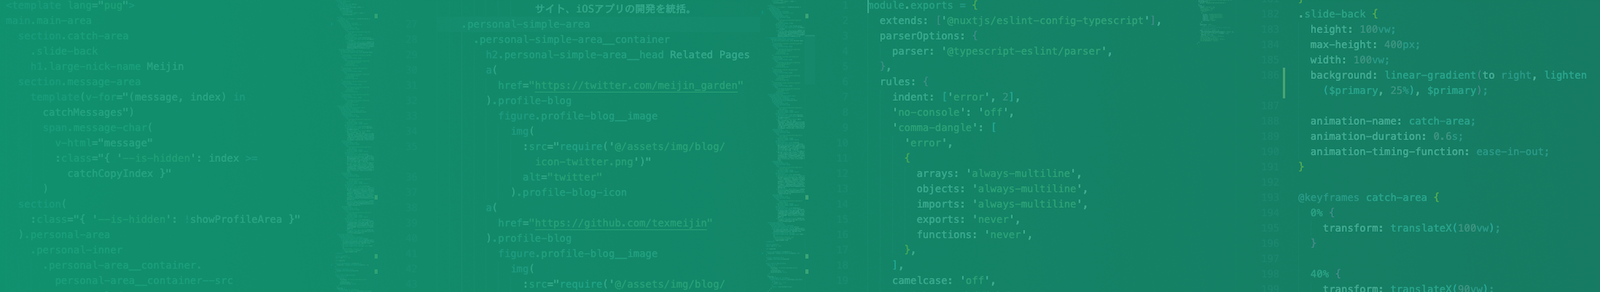 <template lang="pug">
main.main-area
section.catch-area
.slide-back
h1.large-nick-name Meijin
section.message-area
template(v-for="(message, index) in
catchMessages")
span.message-char(
v-html="message"
:class="{ '--is-hidden': index >=
catchCopyIndex }"
)
section(
:class="{ '--is-hidden': !showProfileArea }"
).personal-area
.personal-inner
.personal-area__container.
personal-area__container--src
サイト、iOSアプリの開発を統括。
.personal-simple-area
.personal-simple-area__container
h2.personal-simple-area__head Related Pages
a(
href="https://twitter.com/meijin_garden"
).profile-blog
figure.profile-blog__image
img(
:src="require('@/assets/img/blog/
icon-twitter.png')"
alt="twitter"
).profile-blog-icon
a(
href="https://github.com/texmeijin"
).profile-blog
figure.profile-blog__image
img(
:src="require('@/assets/img/blog/
module.exports = {
extends: ['@nuxtjs/eslint-config-typescript'],
parserOptions: {
parser: '@typescript-eslint/parser',
},
rules: {
indent: ['error', 2],
'no-console': 'off',
'comma-dangle': [
'error',
{
arrays: 'always-multiline',
objects: 'always-multiline',
imports: 'always-multiline',
exports: 'never',
functions: 'never',
},
],
camelcase: 'off',
.slide-back {
height: 100vw;
max-height: 400px;
width: 100vw;
background: linear-gradient(to right, lighten
($primary, 25%), $primary);
animation-name: catch-area;
animation-duration: 0.6s;
animation-timing-function: ease-in-out;
}
@keyframes catch-area {
0% {
transform: translateX(100vw);
}
40% {
transform: translateX(90vw);